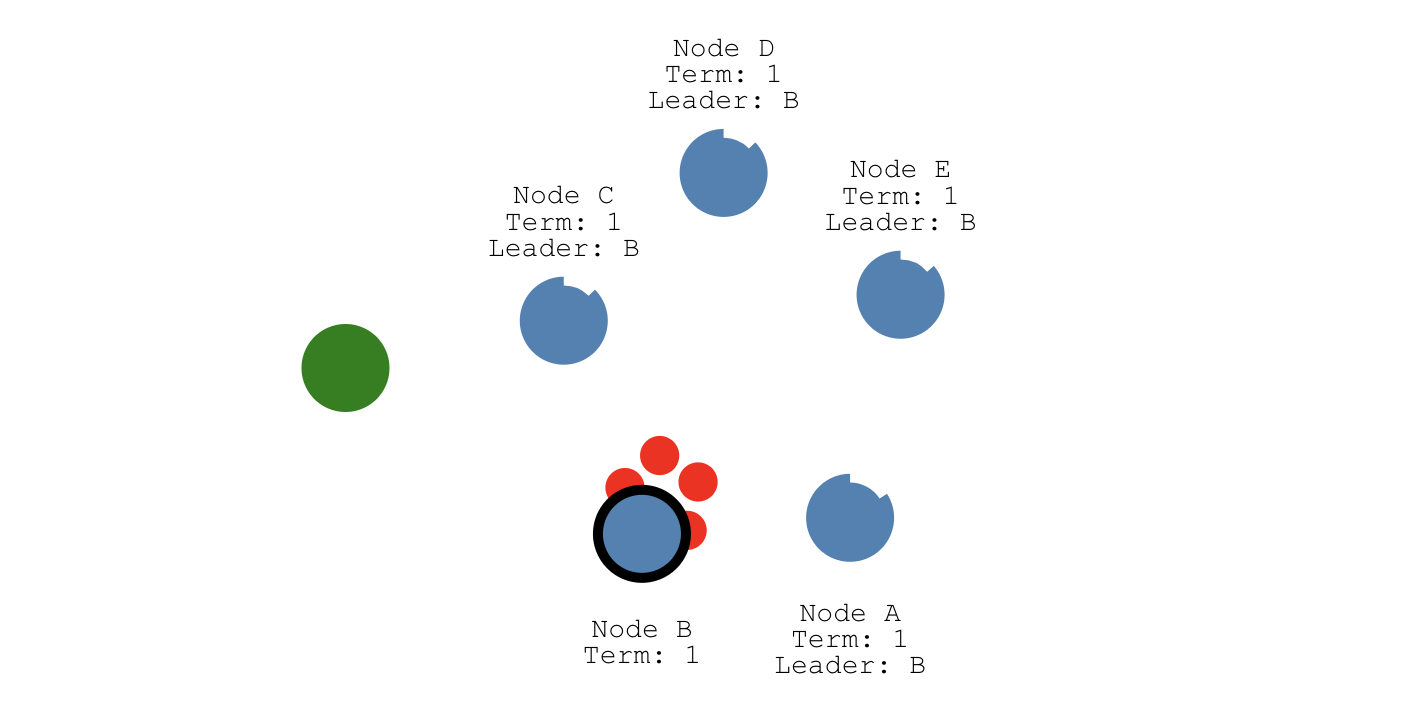 Node D
Term: 1
Leader: B
Node E
Term: 1
Leader: B
Node C
Term: 1
Leader: B
Node A
Term: 1
Leader: B
Node B
Term: 1